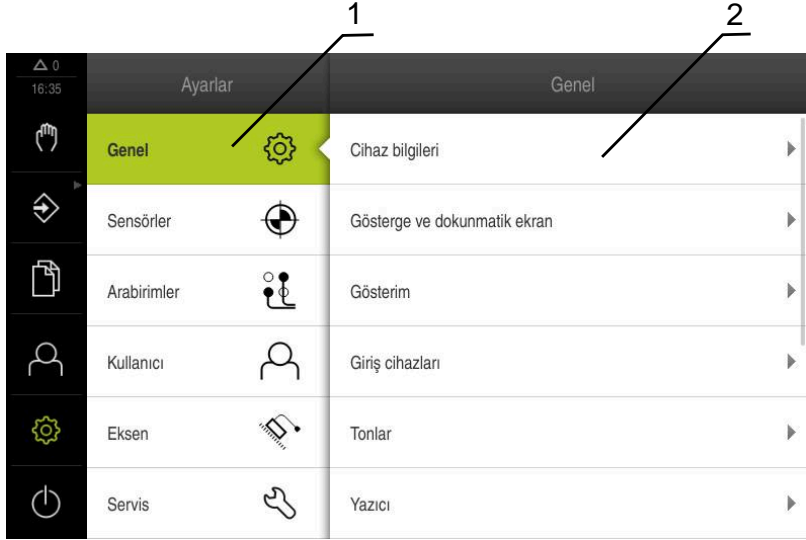 1
2
0
16:35
Ayarlar
Genel
Genel
Cihaz bilgileri
Sensörler
Gösterge ve dokunmatik ekran
Arabirimler
Gösterim
Kullanıcı
Giriş cihazları
Eksen
Tonlar
Servis
Yazıcı